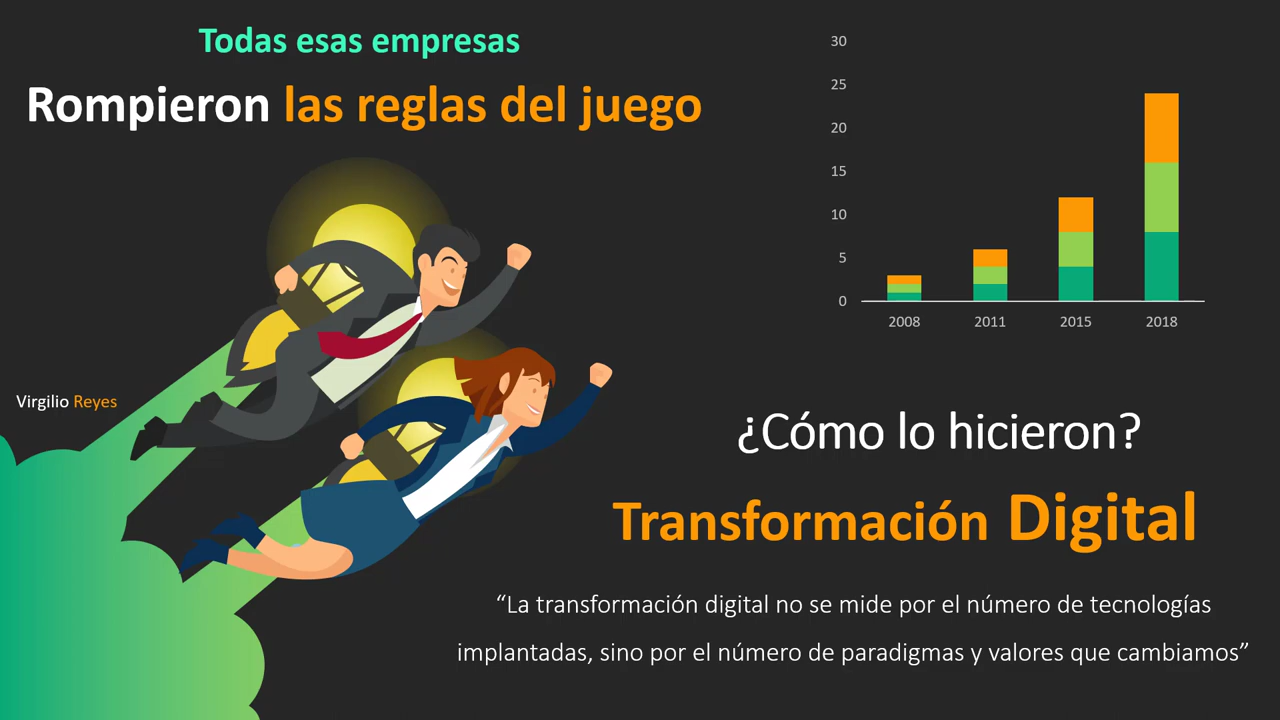 Todas esas empresas
Rompieron las reglas del juego
30
25
20
15
10
5
0
2008 2011 2015 2018
Virgilio Reyes
¿Cómo lo hicieron?
Transformación Digital
“La transformación digital no se mide por el número de tecnologías
implantadas, sino por el número de paradigmas y valores que cambiamos”